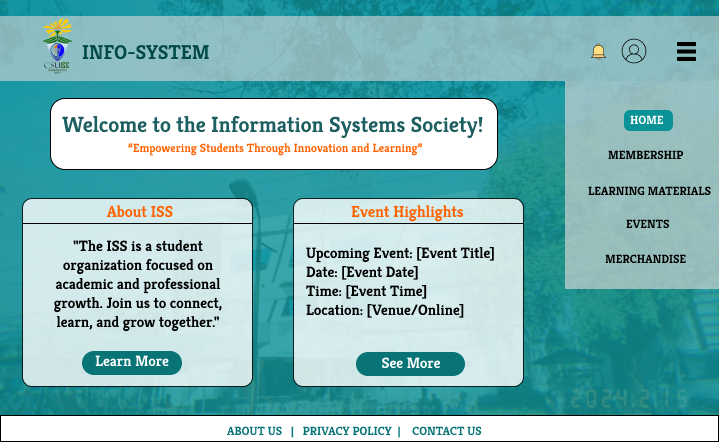 CSUISS
INFO-SYSTEM
Welcome to the Information Systems Society!
“Empowering Students Through Innovation and Learning”
HOME
MEMBERSHIP
LEARNING MATERIALS
EVENTS
MERCHANDISE
About ISS
"The ISS is a student
organization focused on
academic and professional
growth. Join us to connect,
learn, and grow together."
Learn More
Event Highlights
Upcoming Event: [Event Title]
Date: [Event Date]
Time: [Event Time]
Location: [Venue/Online]
See More
2024.2.15
ABOUT US | PRIVACY POLICY | CONTACT US